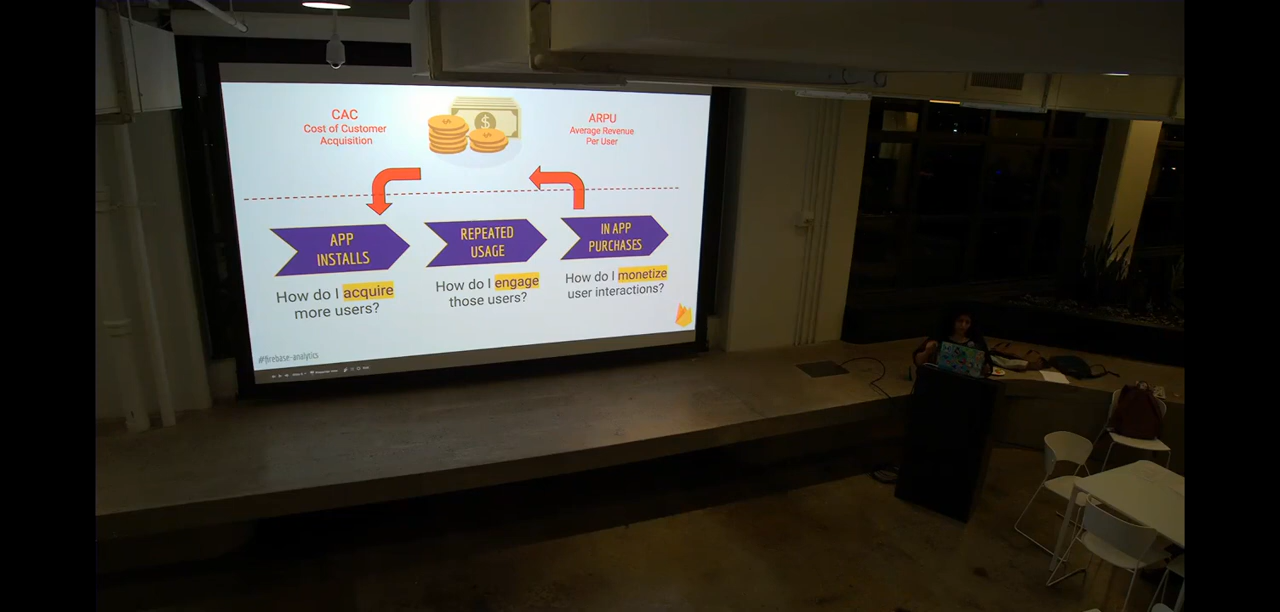 CAC
Cost of Customer
Acquisition
$
ARPU
Average Revenue
Per User
APP
INSTALLS
REPEATED
USAGE
IN APP
PURCHASES
How do I acquire
more users?
How do I engage
those users?
How do I monetize
user interactions?
#firebase-analytics